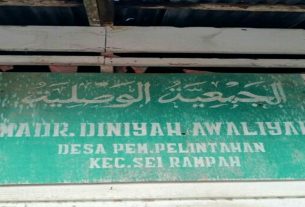 الجمعية الوصلية
MADR. DINIYAH AWALIYAH
DESA PEM. PELINTAHAN
KEC. SEI RAMPAH